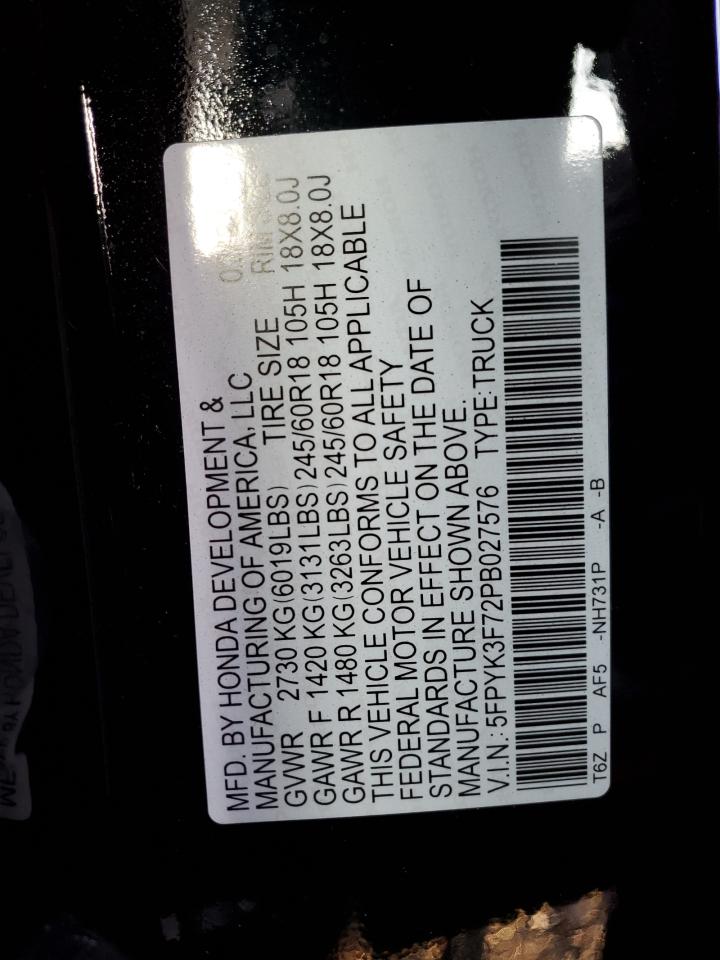 MFD. BY HONDA DEVELOPMENT &
MANUFACTURING OF AMERICA, LLC
GVWR 2730 KG(6019LBS) TIRE SIZE RIM
GAWR F 1420 KG(3131LBS)245/60R18 105H 18X8.0J
GAWR R 1480 KG(3263LBS)245/60R18 105H 18X8.0J
THIS VEHICLE CONFORMS TO ALL APPLICABLE
FEDERAL MOTOR VEHICLE SAFETY
STANDARDS IN EFFECT ON THE DATE OF
MANUFACTURE SHOWN ABOVE.
V.I.N.: 5FPYK3F72PB027576 TYPE:TRUCK
T6Z P AF5 -NH731P -A -B